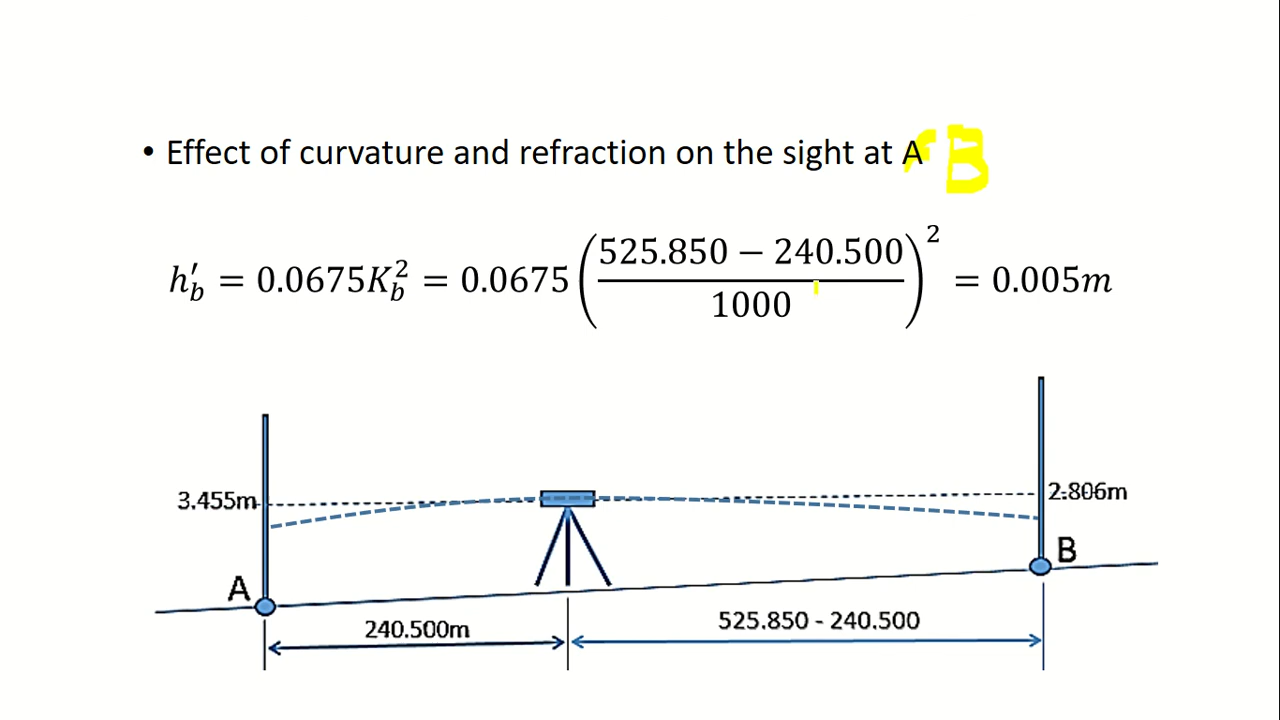 • Effect of curvature and refraction on the sight at A B
h′_b = 0.0675K_b^2 = 0.0675((525.850 − 240.500)/1000)^2 = 0.005m
3.455m
2.806m
A
B
240.500m
525.850 - 240.500